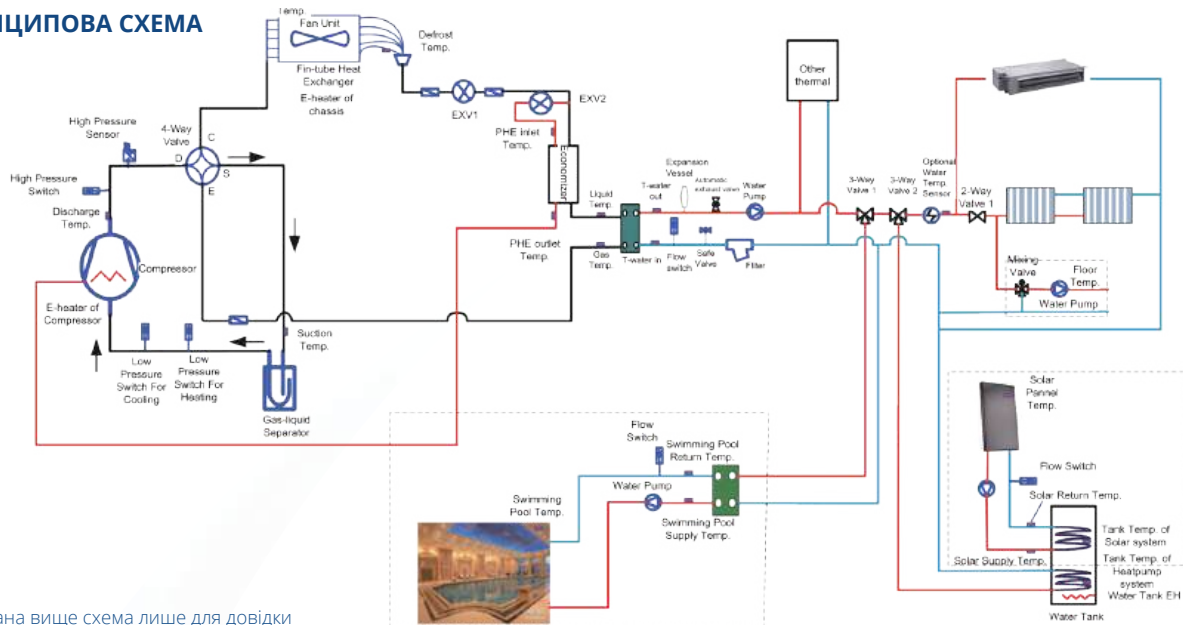 ЦИПОВА СХЕМА
Temp.
Fan Unit
Defrost
Temp.
Fin-tube Heat
Exchanger
E-heater of
chassis
EXV1
EXV2
PHE inlet
Temp.
Economizer
High Pressure
Sensor
4-Way
Valve
C
D
S
E
High Pressure
Switch
Discharge
Temp.
Compressor
E-heater of
Compressor
Low
Pressure
Switch For
Cooling
Low
Pressure
Switch For
Heating
Suction
Temp.
Gas-liquid
Separator
PHE outlet
Temp.
Liquid
Temp.
Gas
Temp.
T-water
out
T-water in
Expansion
Vessel
Automatic
exhaust valve
Water
Pump
Flow
switch
Safe
Valve
Filter
Other
thermal
3-Way
Valve 1
3-Way
Valve 2
Optional
Water
Temp.
Sensor
2-Way
Valve 1
Mixing
Valve
Floor
Temp.
Water Pump
Flow
Switch
Swimming Pool
Return Temp.
Water Pump
Swimming
Pool Temp.
Swimming Pool
Supply Temp.
Solar
Pannel
Temp.
Flow Switch
Solar Return Temp.
Solar Supply Temp.
Tank Temp. of
Solar system
Tank Temp. of
Heatpump
system
Water Tank EH
Water Tank
ана вище схема лише для довідки